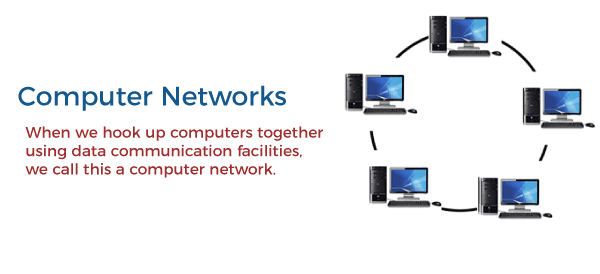 Computer Networks
When we hook up computers together
using data communication facilities,
we call this a computer network.